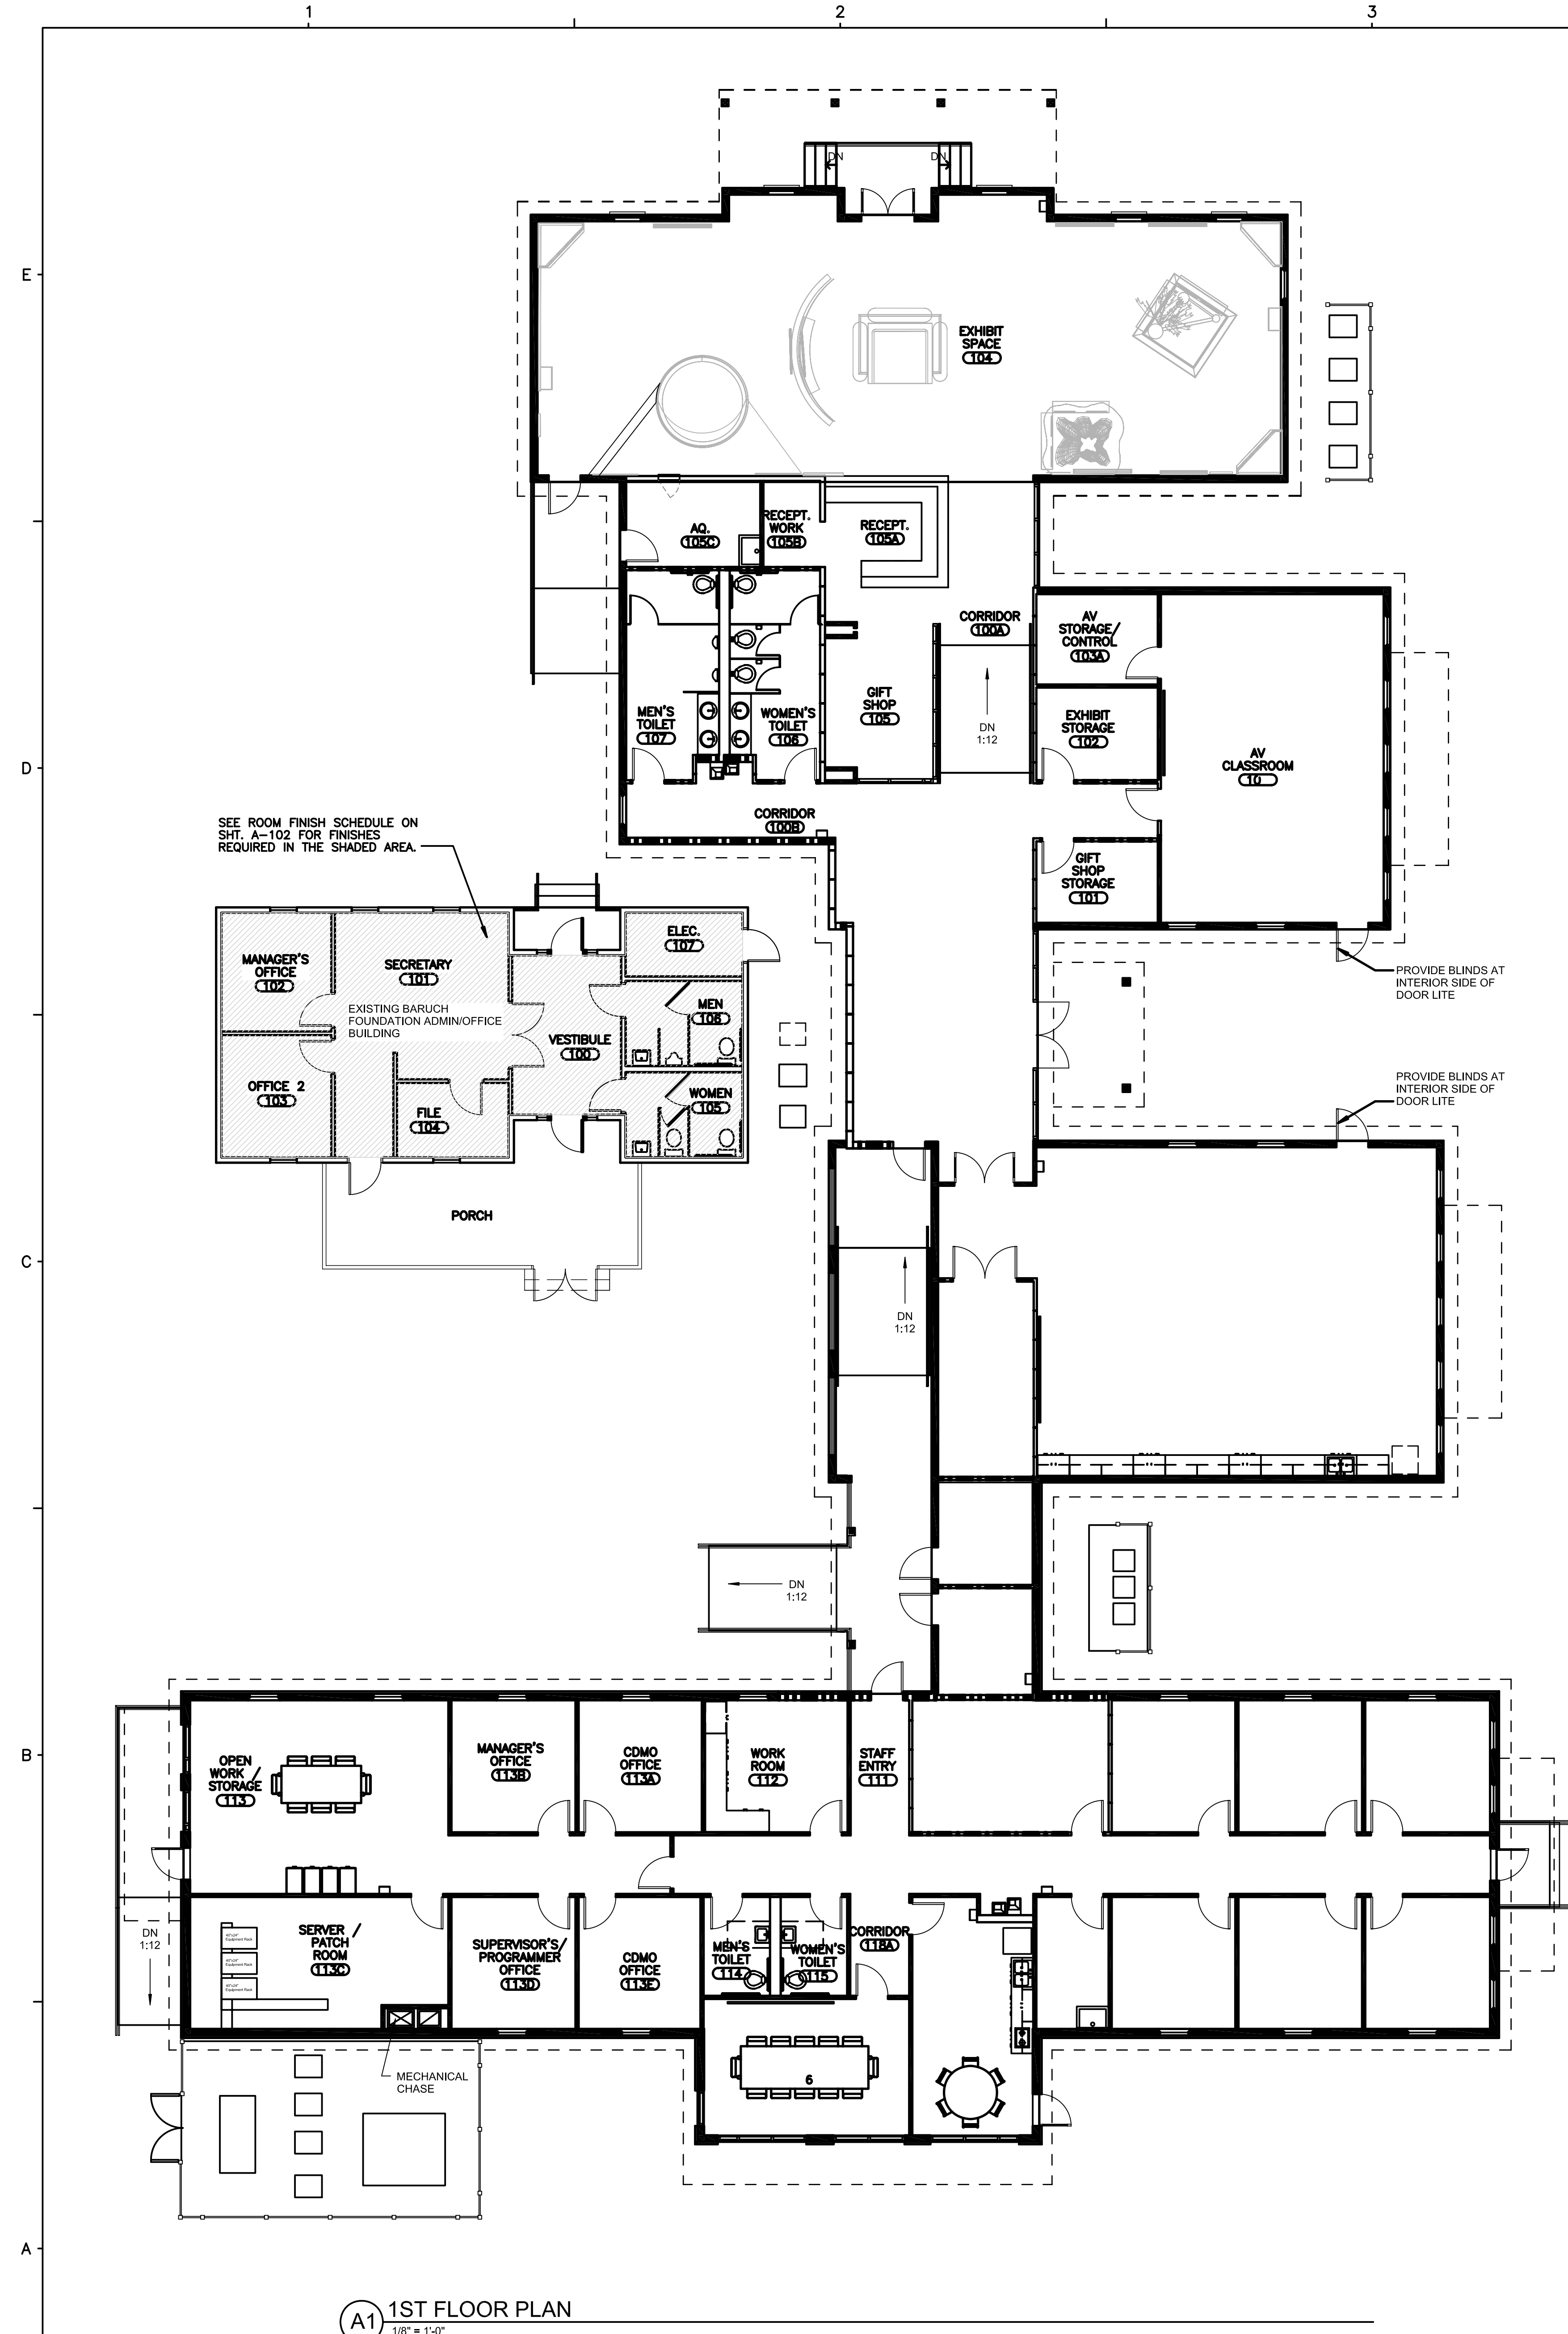 1
2
3
E
D
C
B
A
DN
DN
EXHIBIT
SPACE
104
AQ.
105C
RECEPT.
WORK
105B
RECEPT.
105A
CORRIDOR
100A
AV
STORAGE/
CONTROL
103A
MEN'S
TOILET
107
WOMEN'S
TOILET
106
GIFT
SHOP
105
DN
1:12
EXHIBIT
STORAGE
102
AV
CLASSROOM
10
CORRIDOR
100B
GIFT
SHOP
STORAGE
101
SEE ROOM FINISH SCHEDULE ON
SHT. A-102 FOR FINISHES
REQUIRED IN THE SHADED AREA.
MANAGER'S
OFFICE
102
SECRETARY
101
ELEC.
107
EXISTING BARUCH
FOUNDATION ADMIN/OFFICE
BUILDING
MEN
106
VESTIBULE
100
OFFICE 2
103
FILE
104
WOMEN
105
PORCH
PROVIDE BLINDS AT
INTERIOR SIDE OF
DOOR LITE
PROVIDE BLINDS AT
INTERIOR SIDE OF
DOOR LITE
DN
1:12
DN
1:12
OPEN
WORK /
STORAGE
113
MANAGER'S
OFFICE
113B
CDMO
OFFICE
113A
WORK
ROOM
112
STAFF
ENTRY
111
DN
1:12
SERVER /
PATCH
ROOM
113C
Equipment Rack
Equipment Rack
Equipment Rack
SUPERVISOR'S/
PROGRAMMER
OFFICE
113D
CDMO
OFFICE
113E
MEN'S
TOILET
114
WOMEN'S
TOILET
115
CORRIDOR
118A
MECHANICAL
CHASE
6
A1
1ST FLOOR PLAN
1/8" = 1'-0"